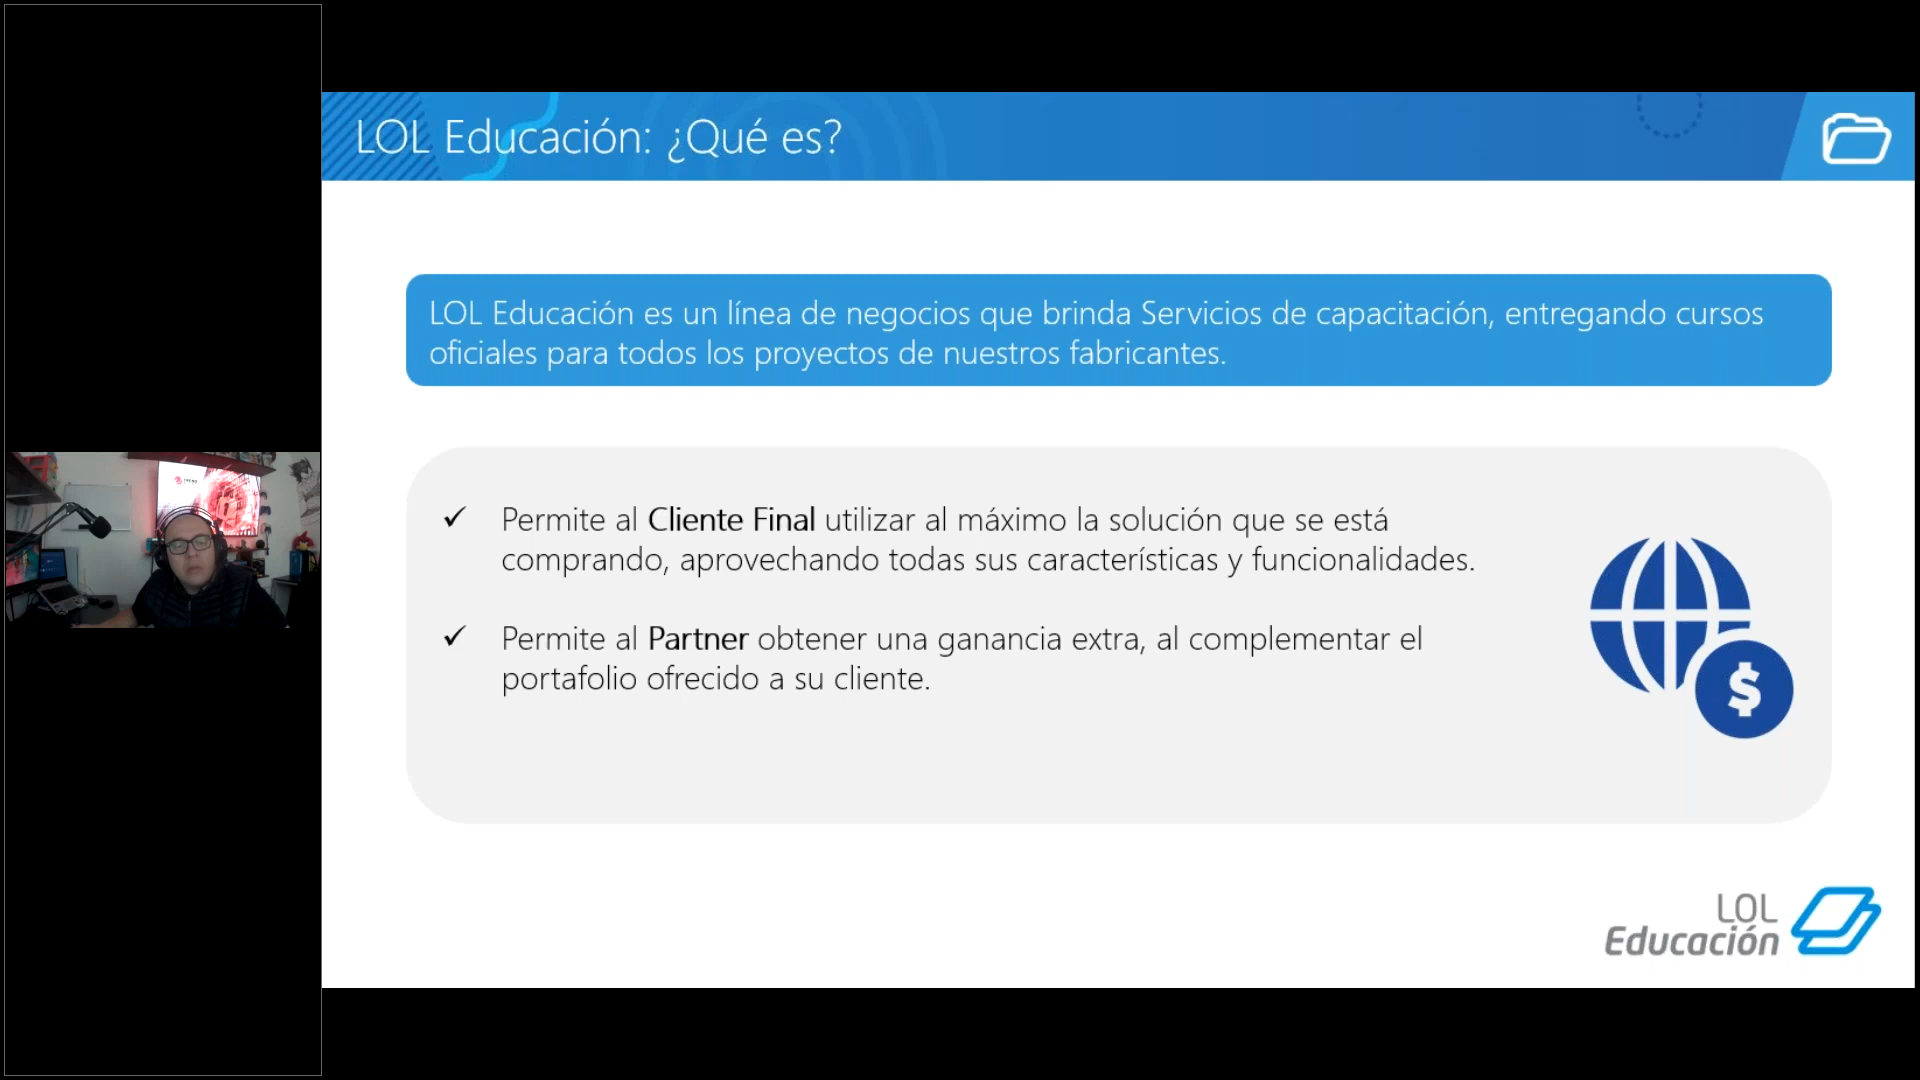 LOL Educación: ¿Qué es?
LOL Educación es un línea de negocios que brinda Servicios de capacitación, entregando cursos
oficiales para todos los proyectos de nuestros fabricantes.
✓ Permite al Cliente Final utilizar al máximo la solución que se está
comprando, aprovechando todas sus características y funcionalidades.
✓ Permite al Partner obtener una ganancia extra, al complementar el
portafolio ofrecido a su cliente.
$
LOL
Educación